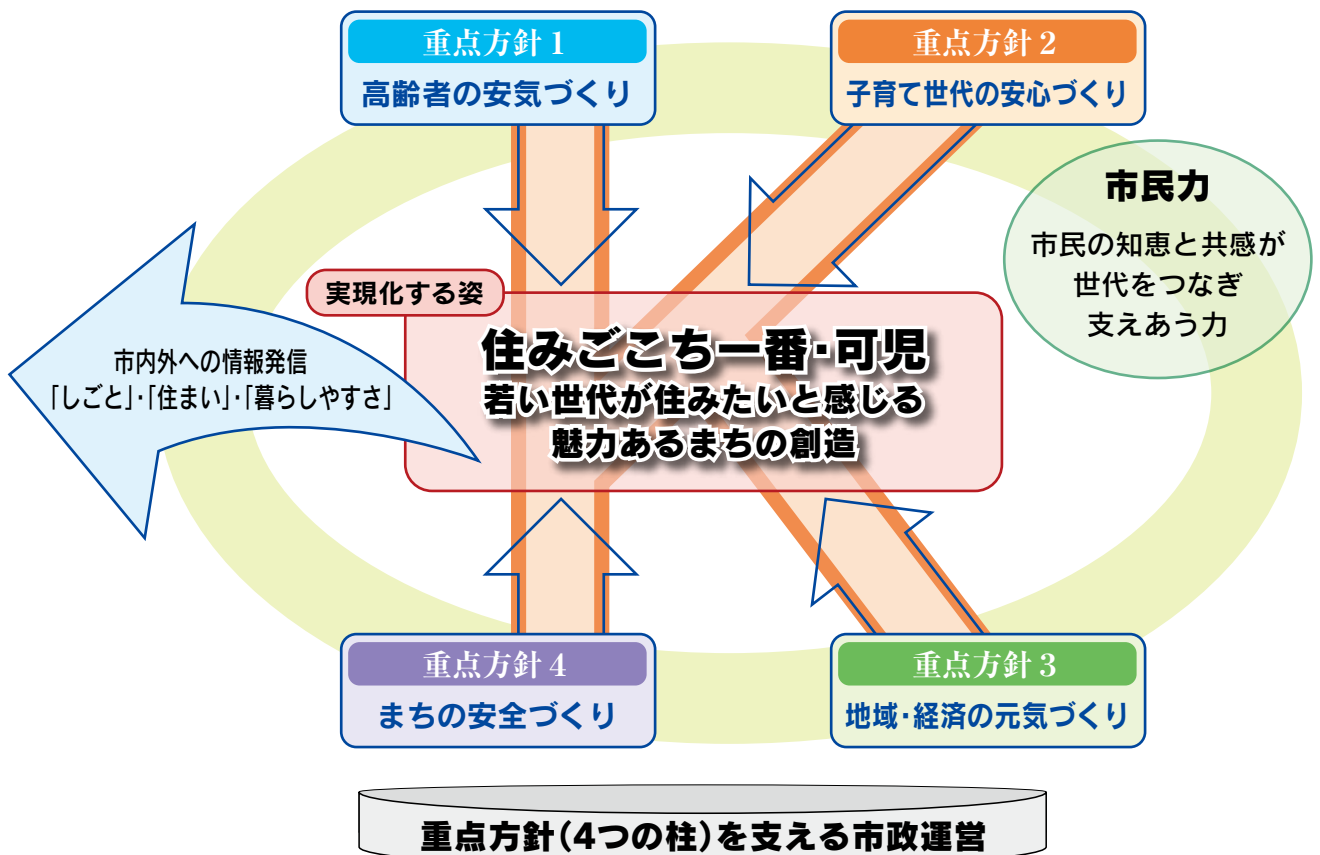 重点方針1
高齢者の安気づくり
重点方針2
子育て世代の安心づくり
市民力
市民の知恵と共感が
世代をつなぎ
支えあう力
実現化する姿
住みごこち一番・可児
若い世代が住みたいと感じる
魅力あるまちの創造
市内外への情報発信
「しごと」・「住まい」・「暮らしやすさ」
重点方針4
まちの安全づくり
重点方針3
地域・経済の元気づくり
重点方針(4つの柱)を支える市政運営